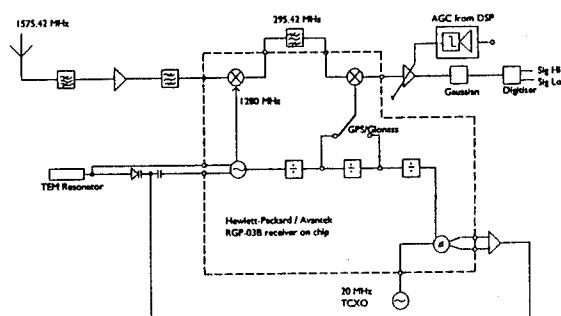 1575.42 MHz
295.42 MHz
AGC from DSP
Sig Hi
Sig Lo
Gaussian
Digitiser
1280 MHz
GPS/Glonass
TEM Resonator
÷
÷
÷
Hewlett-Packard / Avantek
RGP-03B receiver on chip
20 MHz
TCXO